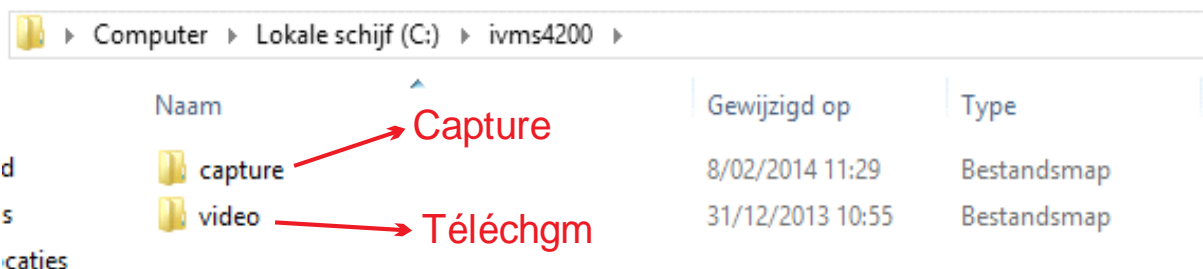 Computer Lokale schijf (C:) ivms4200
Naam Gewijzigd op Type
Capture
d capture 8/02/2014 11:29 Bestandsmap
s video 31/12/2013 10:55 Bestandsmap
Téléchgm
ocaties